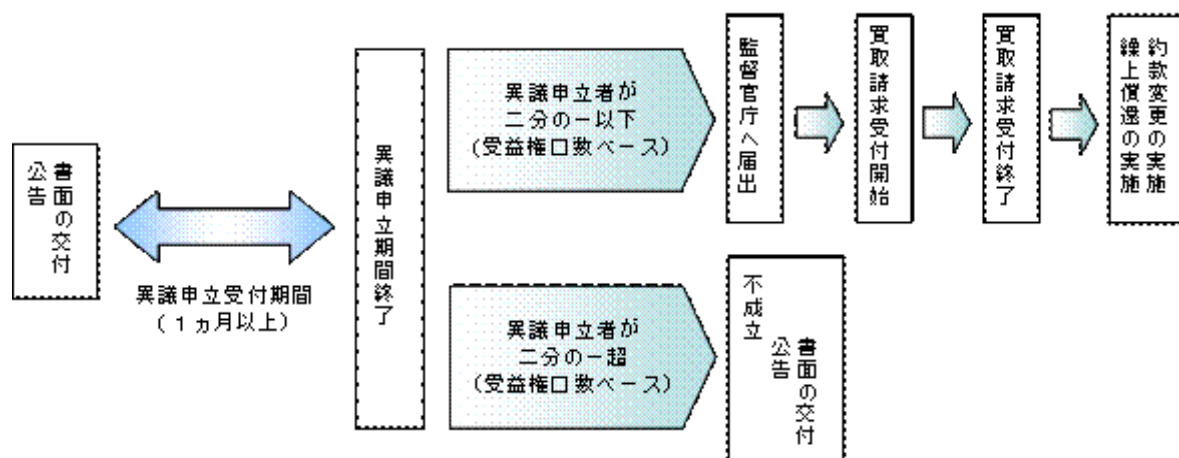 書面の交付
公告
異議申立受付期間
（１ヵ月以上）
異議申立期間終了
異議申立者が
二分の一以下
(受益権口数ベース)
監督官庁へ届出
買取請求受付開始
買取請求受付終了
約款変更の実施
繰上償還の実施
異議申立者が
二分の一超
(受益権口数ベース)
不成立
書面の交付
公告